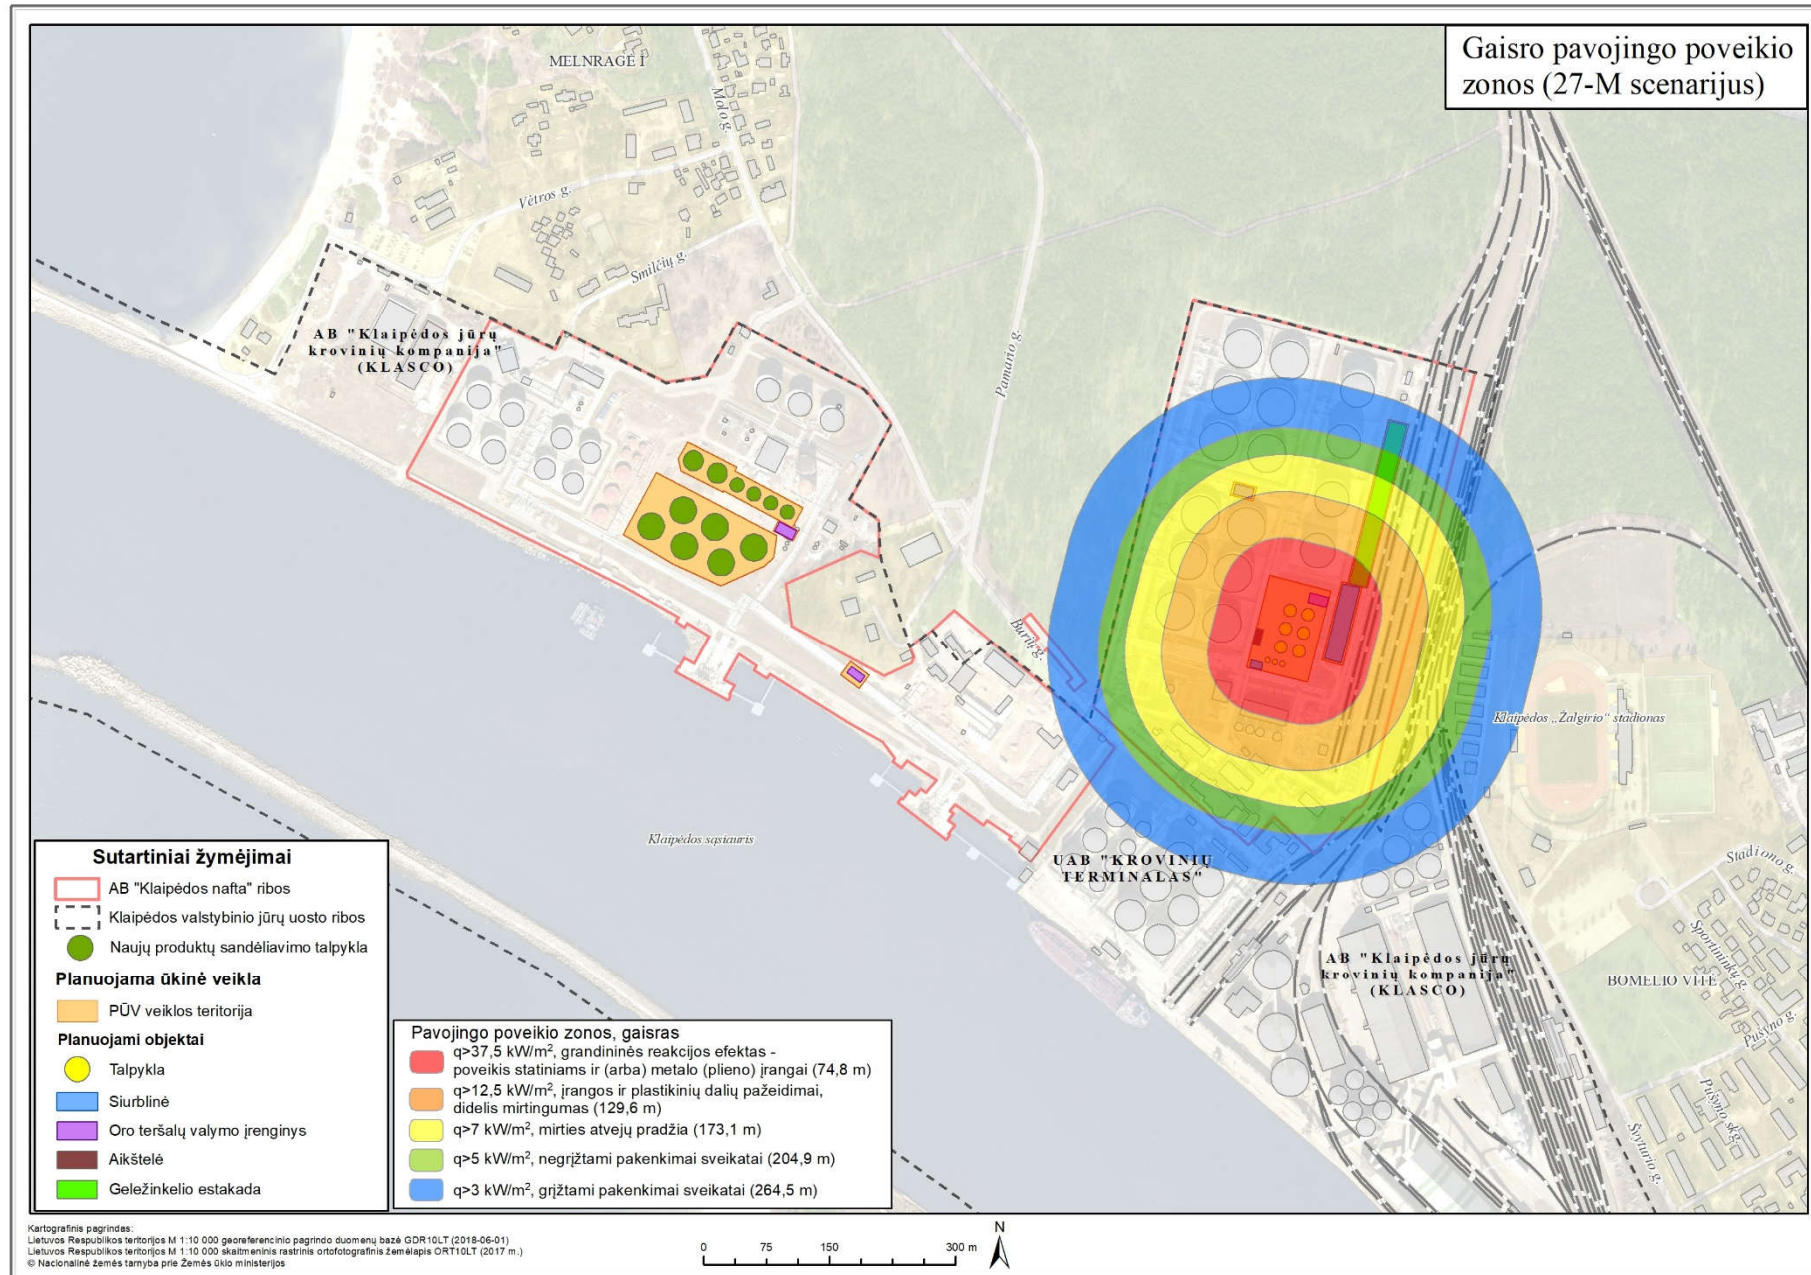 Gaisro pavojingo poveikio
zonos (27-M scenarijus)
MELNRAGĖ I
Molo g.
Vėtros g.
Smilčių g.
Pamario g.
AB "Klaipėdos jūrų
krovinių kompanija"
(KLASCO)
Burių g.
Klaipėdos „Žalgirio“ stadionas
Klaipėdos sąsiauris
UAB "KROVINIŲ
TERMINALAS"
AB "Klaipėdos jūrų
krovinių kompanija"
(KLASCO)
Stadiono g.
Sportininkų g.
BOMELIO VITĖ
Pušyno g.
Pušyno skg.
Švyturio g.
Sutartiniai žymėjimai
AB "Klaipėdos nafta" ribos
Klaipėdos valstybinio jūrų uosto ribos
Naujų produktų sandėliavimo talpykla
Planuojama ūkinė veikla
PŪV veiklos teritorija
Planuojami objektai
Talpykla
Siurblinė
Oro teršalų valymo įrenginys
Aikštelė
Geležinkelio estakada
Pavojingo poveikio zonos, gaisras
q>37,5 kW/m², grandininės reakcijos efektas -
poveikis statiniams ir (arba) metalo (plieno) įrangai (74,8 m)
q>12,5 kW/m², įrangos ir plastikinių dalių pažeidimai,
didelis mirtingumas (129,6 m)
q>7 kW/m², mirties atvejų pradžia (173,1 m)
q>5 kW/m², negrįžtami pakenkimai sveikatai (204,9 m)
q>3 kW/m², grįžtami pakenkimai sveikatai (264,5 m)
Kartografinis pagrindas:
Lietuvos Respublikos teritorijos M 1:10 000 georeferencinio pagrindo duomenų bazė GDR10LT (2018-06-01)
Lietuvos Respublikos teritorijos M 1:10 000 skaitmeninis rastrinis ortofotografinis žemėlapis ORT10LT (2017 m.)
© Nacionalinė žemės tarnyba prie Žemės ūkio ministerijos
0 75 150 300 m
N